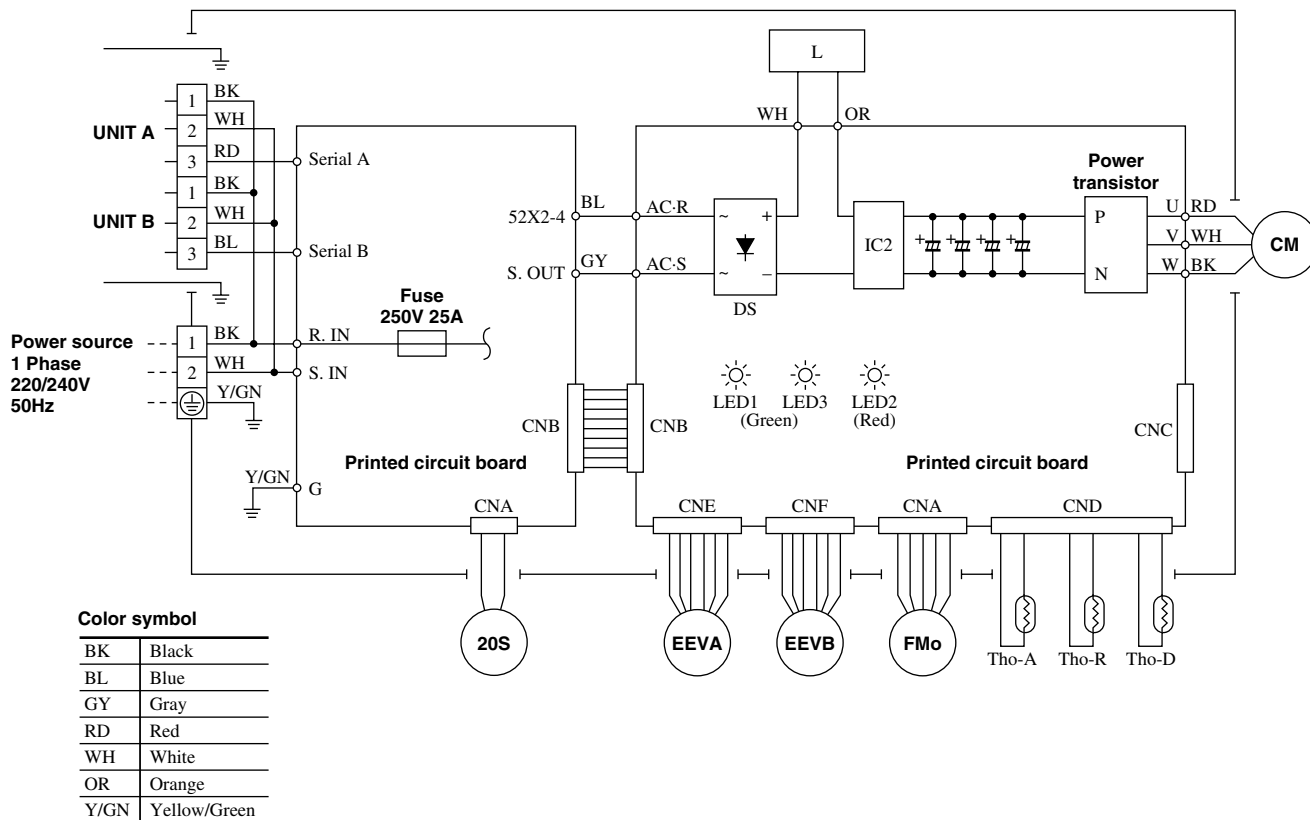 L
WH
OR
UNIT A
1
BK
2
WH
3
RD
UNIT B
1
BK
2
WH
3
BL
Serial A
Serial B
52X2-4
BL
AC·R
S. OUT
GY
AC·S
~
+
~
−
DS
IC2
+
+
+
+
Power
transistor
P
N
U
RD
V
WH
W
BK
CM
Power source
1 Phase
220/240V
50Hz
1
BK
2
WH
Y/GN
R. IN
S. IN
Fuse
250V 25A
LED1
LED3
LED2
(Green)
(Red)
CNB
CNB
CNC
Printed circuit board
Printed circuit board
Y/GN
G
CNA
CNE
CNF
CNA
CND
20S
EEVA
EEVB
FMo
Tho-A
Tho-R
Tho-D
Color symbol
BK Black
BL Blue
GY Gray
RD Red
WH White
OR Orange
Y/GN Yellow/Green